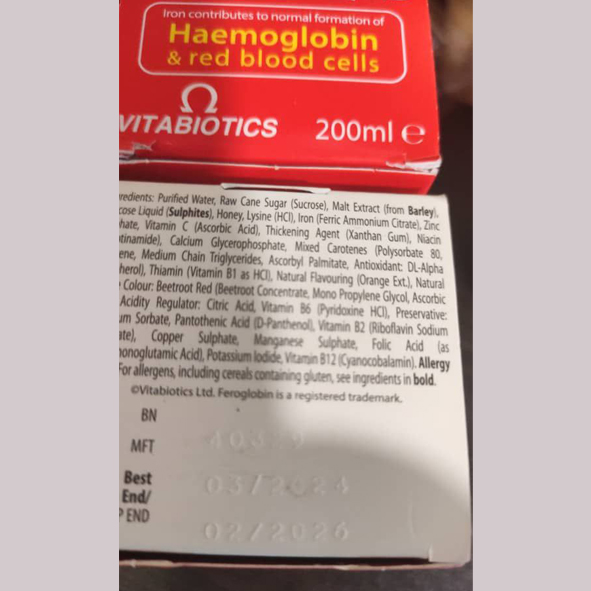 Iron contributes to normal formation of
Haemoglobin
& red blood cells
VITABIOTICS
200ml e
redients: Purified Water, Raw Cane Sugar (Sucrose), Malt Extract (from Barley),
cose Liquid (Sulphites), Honey, Lysine (HCl), Iron (Ferric Ammonium Citrate), Zinc
hate, Vitamin C (Ascorbic Acid), Thickening Agent (Xanthan Gum), Niacin
tinamide), Calcium Glycerophosphate, Mixed Carotenes (Polysorbate 80,
ene, Medium Chain Triglycerides, Ascorbyl Palmitate, Antioxidant: DL-Alpha
herol), Thiamin (Vitamin B1 as HCl), Natural Flavouring (Orange Ext.), Natural
Colour: Beetroot Red (Beetroot Concentrate, Mono Propylene Glycol, Ascorbic
Acidity Regulator: Citric Acid, Vitamin B6 (Pyridoxine HCl), Preservative:
um Sorbate, Pantothenic Acid (D-Panthenol), Vitamin B2 (Riboflavin Sodium
ate), Copper Sulphate, Manganese Sulphate, Folic Acid (as
onoglutamic Acid), Potassium Iodide, Vitamin B12 (Cyanocobalamin). Allergy
For allergens, including cereals containing gluten, see ingredients in bold.
©Vitabiotics Ltd. Feroglobin is a registered trademark.
BN
MFT
03/2024
Best
End/
P END
02/2026